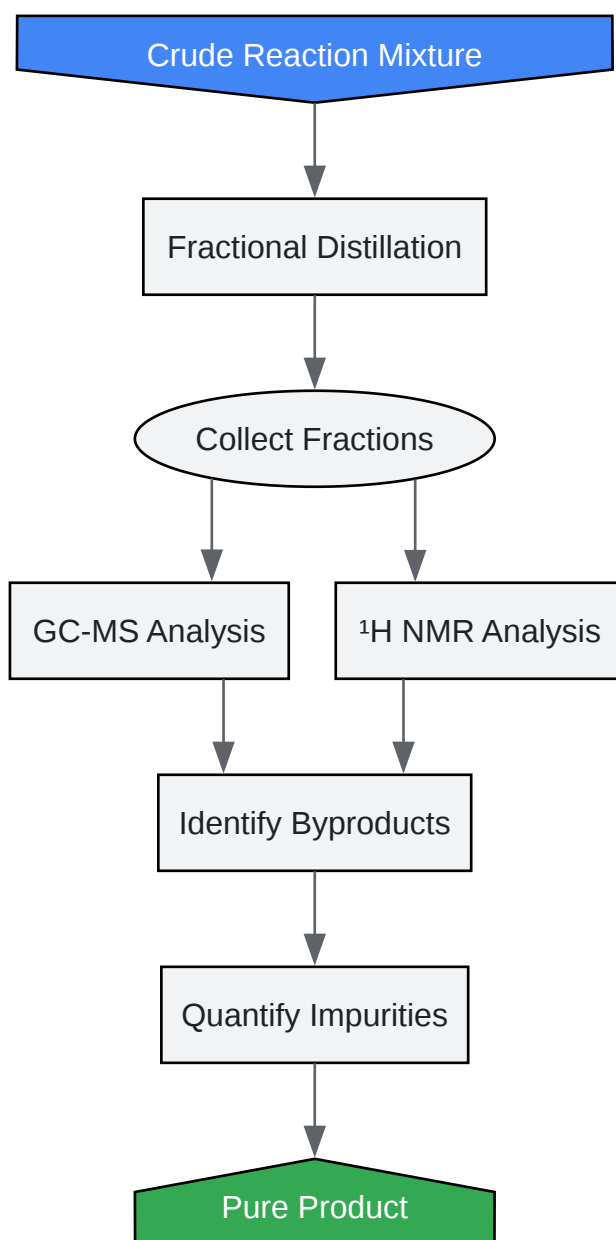 Crude Reaction Mixture
Fractional Distillation
Collect Fractions
GC-MS Analysis
¹H NMR Analysis
Identify Byproducts
Quantify Impurities
Pure Product